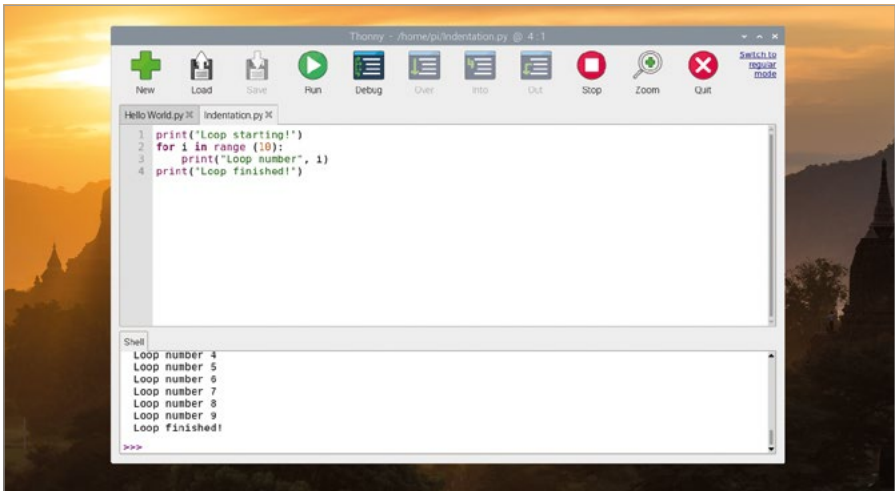 Thonny - /home/pi/Indentation.py @ 4:1
New Load Save Run Debug Over Into Out Stop Zoom Quit
Switch to
regular
mode
Hello World.py Indentation.py
1 print("Loop starting!")
2 for i in range (10):
3     print("Loop number", i)
4 print("Loop finished!")
Shell
Loop number 4
Loop number 5
Loop number 6
Loop number 7
Loop number 8
Loop number 9
Loop finished!
>>>